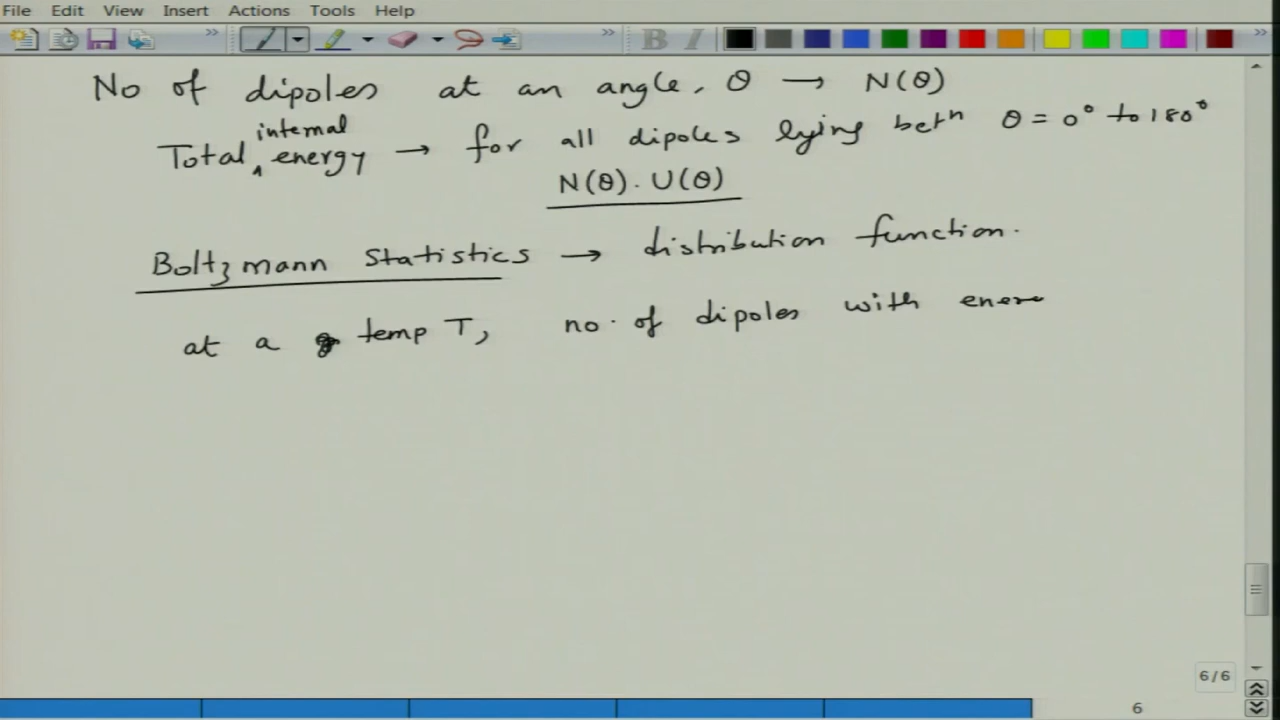 File Edit View Insert Actions Tools Help
B I
No of dipoles at an angle, θ → N(θ)
Total internal energy → for all dipoles lying betn θ = 0° to 180°
N(θ). U(θ)
Boltzmann Statistics → distribution function.
at a temp T, no. of dipoles with ener
6/6
6